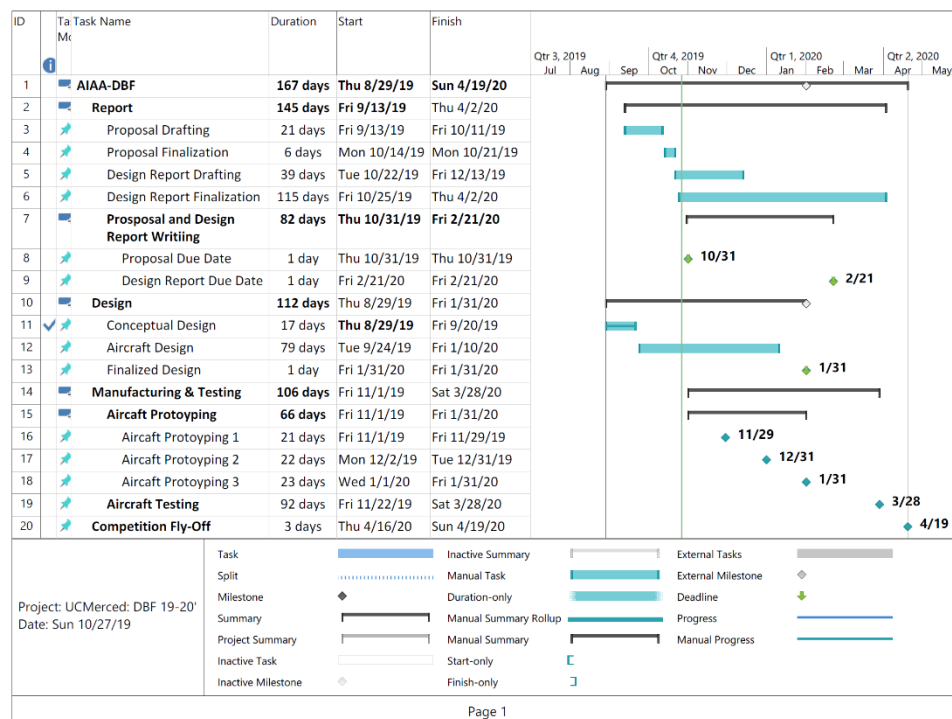 ID Ta Mo Task Name Duration Start Finish
Qtr 3, 2019 Qtr 4, 2019 Qtr 1, 2020 Qtr 2, 2020
Jul Aug Sep Oct Nov Dec Jan Feb Mar Apr May
1 AIAA-DBF 167 days Thu 8/29/19 Sun 4/19/20
2 Report 145 days Fri 9/13/19 Thu 4/2/20
3 Proposal Drafting 21 days Fri 9/13/19 Fri 10/11/19
4 Proposal Finalization 6 days Mon 10/14/19 Mon 10/21/19
5 Design Report Drafting 39 days Tue 10/22/19 Fri 12/13/19
6 Design Report Finalization 115 days Fri 10/25/19 Thu 4/2/20
7 Prosposal and Design 82 days Thu 10/31/19 Fri 2/21/20
Report Writiing
8 Proposal Due Date 1 day Thu 10/31/19 Thu 10/31/19 10/31
9 Design Report Due Date 1 day Fri 2/21/20 Fri 2/21/20 2/21
10 Design 112 days Thu 8/29/19 Fri 1/31/20
11 Conceptual Design 17 days Thu 8/29/19 Fri 9/20/19
12 Aircraft Design 79 days Tue 9/24/19 Fri 1/10/20
13 Finalized Design 1 day Fri 1/31/20 Fri 1/31/20 1/31
14 Manufacturing & Testing 106 days Fri 11/1/19 Sat 3/28/20
15 Aircaft Protoyping 66 days Fri 11/1/19 Fri 1/31/20
16 Aircaft Protoyping 1 21 days Fri 11/1/19 Fri 11/29/19 11/29
17 Aircaft Protoyping 2 22 days Mon 12/2/19 Tue 12/31/19 12/31
18 Aircaft Protoyping 3 23 days Wed 1/1/20 Fri 1/31/20 1/31
19 Aircraft Testing 92 days Fri 11/22/19 Sat 3/28/20 3/28
20 Competition Fly-Off 3 days Thu 4/16/20 Sun 4/19/20 4/19
Project: UCMerced: DBF 19-20'
Date: Sun 10/27/19
Task Inactive Summary External Tasks
Split Manual Task External Milestone
Milestone Duration-only Deadline
Summary Manual Summary Rollup Progress
Project Summary Manual Summary Manual Progress
Inactive Task Start-only
Inactive Milestone Finish-only
Page 1